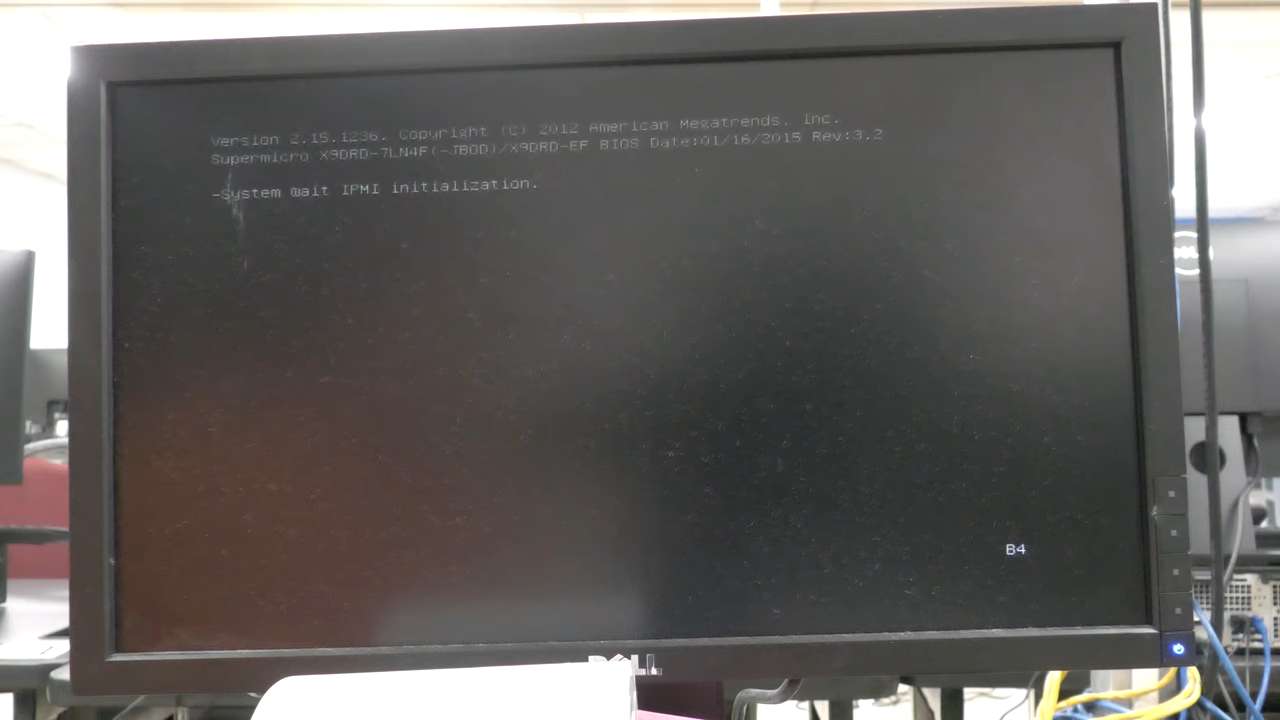 Version 2.15.1236. Copyright (C) 2012 American Megatrends, Inc.
Supermicro X9DRD-7LN4F(-JBOD)/X9DRD-EF BIOS Date:01/16/2015 Rev:3.2
-System Wait IPMI initialization.
B4
DELL